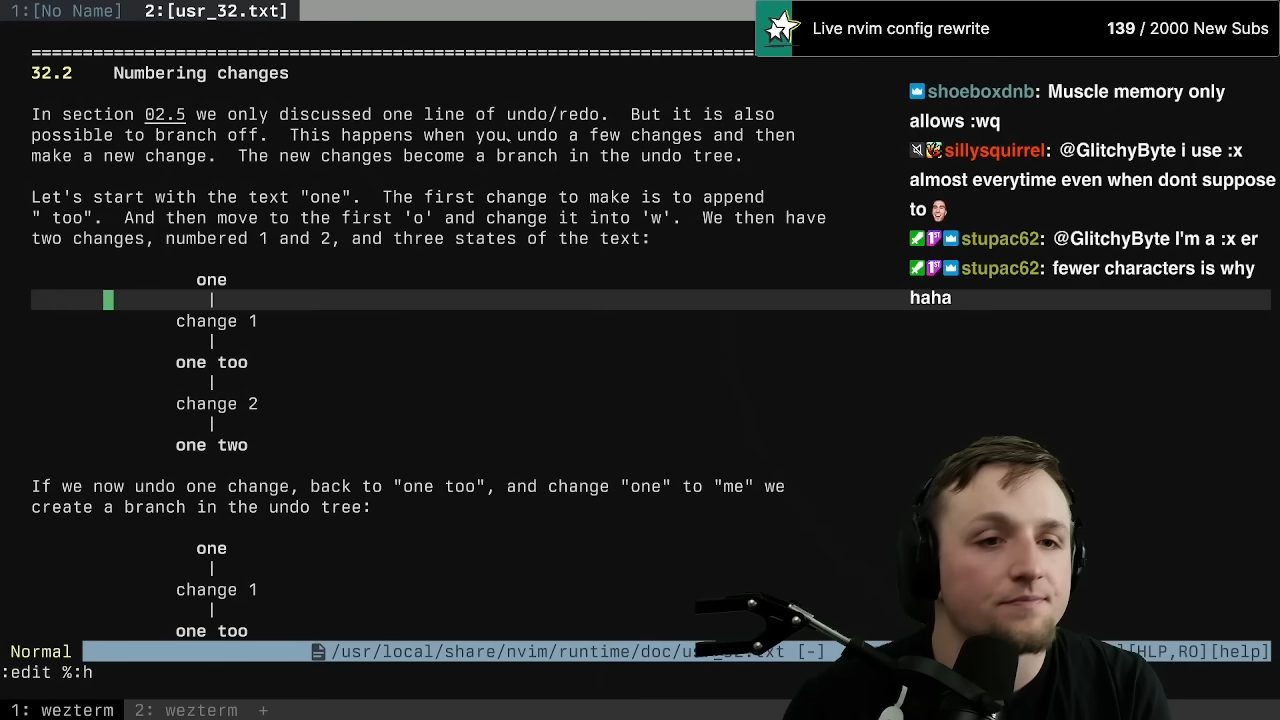 1:[No Name]  2:[usr_32.txt]
Live nvim config rewrite
139 / 2000 New Subs
==============================================================================
32.2    Numbering changes
In section 02.5 we only discussed one line of undo/redo.  But it is also
possible to branch off.  This happens when you undo a few changes and then
make a new change.  The new changes become a branch in the undo tree.
Let's start with the text "one".  The first change to make is to append
" too".  And then move to the first 'o' and change it into 'w'.  We then have
two changes, numbered 1 and 2, and three states of the text:
one
|
change 1
|
one too
|
change 2
|
one two
If we now undo one change, back to "one too", and change "one" to "me" we
create a branch in the undo tree:
one
|
change 1
|
one too
shoeboxdnb: Muscle memory only
allows :wq
sillysquirrel: @GlitchyByte i use :x
almost everytime even when dont suppose
to
stupac62: @GlitchyByte I'm a :x er
stupac62: fewer characters is why
haha
Normal  /usr/local/share/nvim/runtime/doc/usr_32.txt [-]  [HLP,RO][help]
:edit %:h
1: wezterm  2: wezterm  +